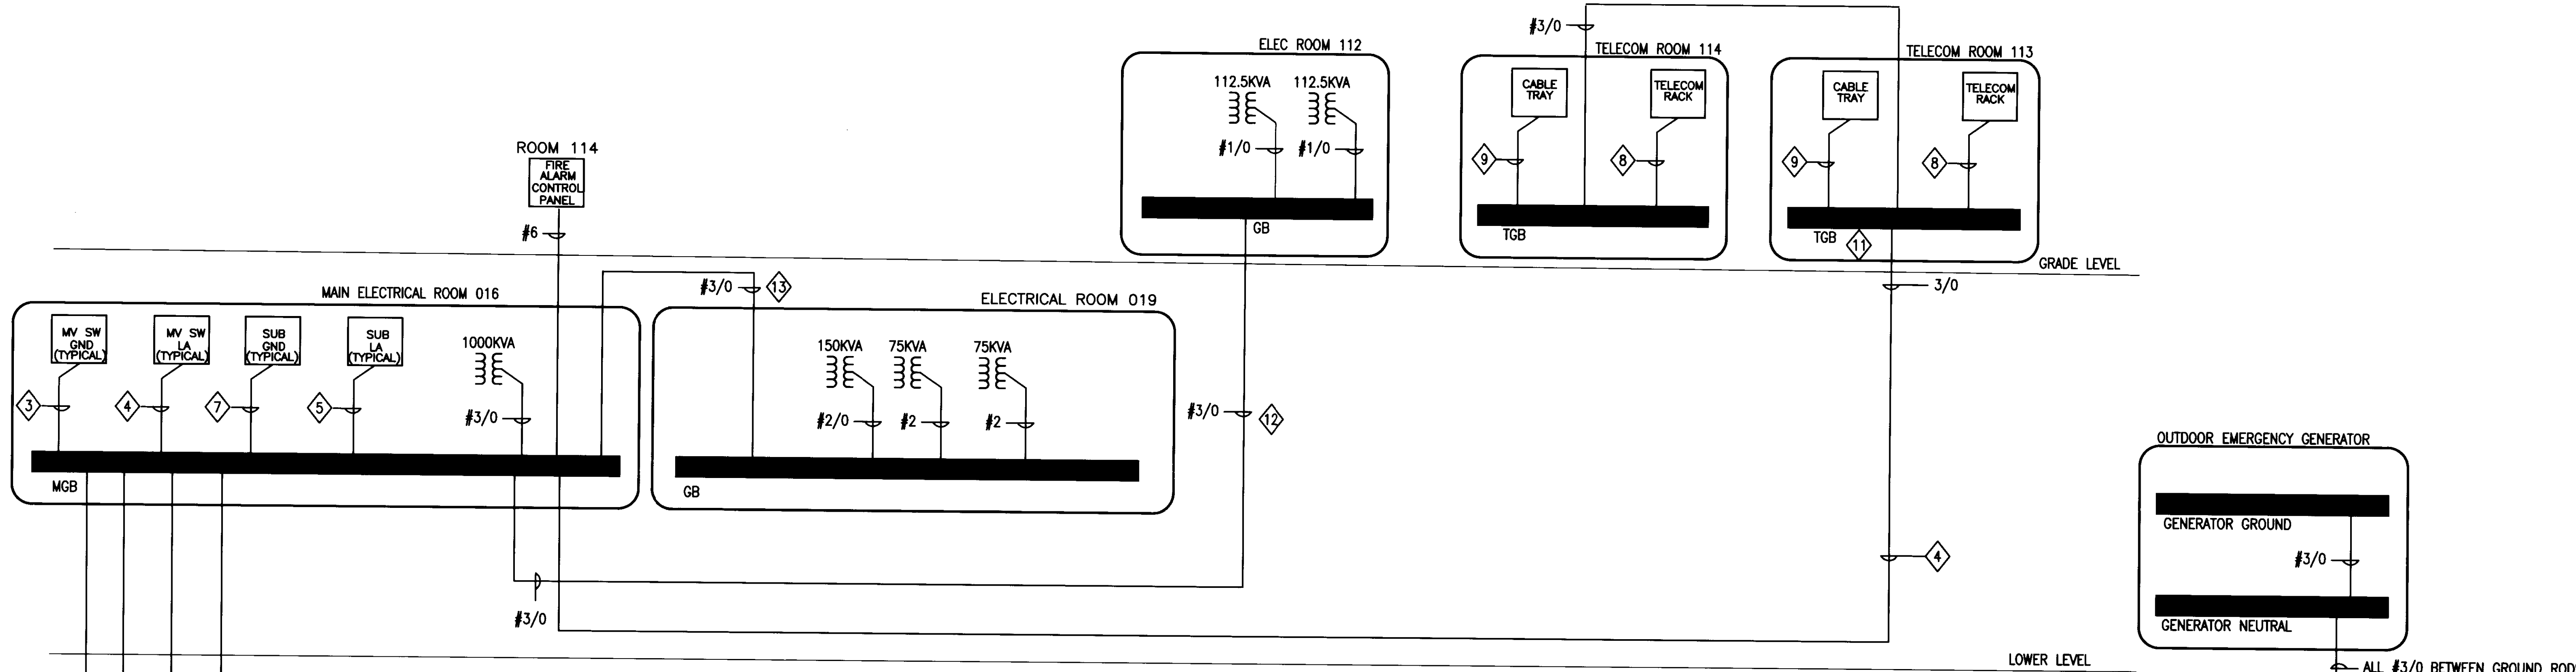 #3/0
ELEC ROOM 112
TELECOM ROOM 114
TELECOM ROOM 113
112.5KVA
112.5KVA
CABLE
TRAY
TELECOM
RACK
CABLE
TRAY
TELECOM
RACK
#1/0
#1/0
9
8
9
8
GB
TGB
TGB
11
ROOM 114
FIRE
ALARM
CONTROL
PANEL
#6
GRADE LEVEL
MAIN ELECTRICAL ROOM 016
MV SW
GND
(TYPICAL)
MV SW
LA
(TYPICAL)
SUB
GND
(TYPICAL)
SUB
LA
(TYPICAL)
1000KVA
3
4
7
5
#3/0
MGB
#3/0
13
ELECTRICAL ROOM 019
150KVA
75KVA
75KVA
#2/0
#2
#2
GB
#3/0
12
3/0
4
#3/0
OUTDOOR EMERGENCY GENERATOR
GENERATOR GROUND
#3/0
GENERATOR NEUTRAL
LOWER LEVEL
ALL #3/0 BETWEEN GROUND ROD